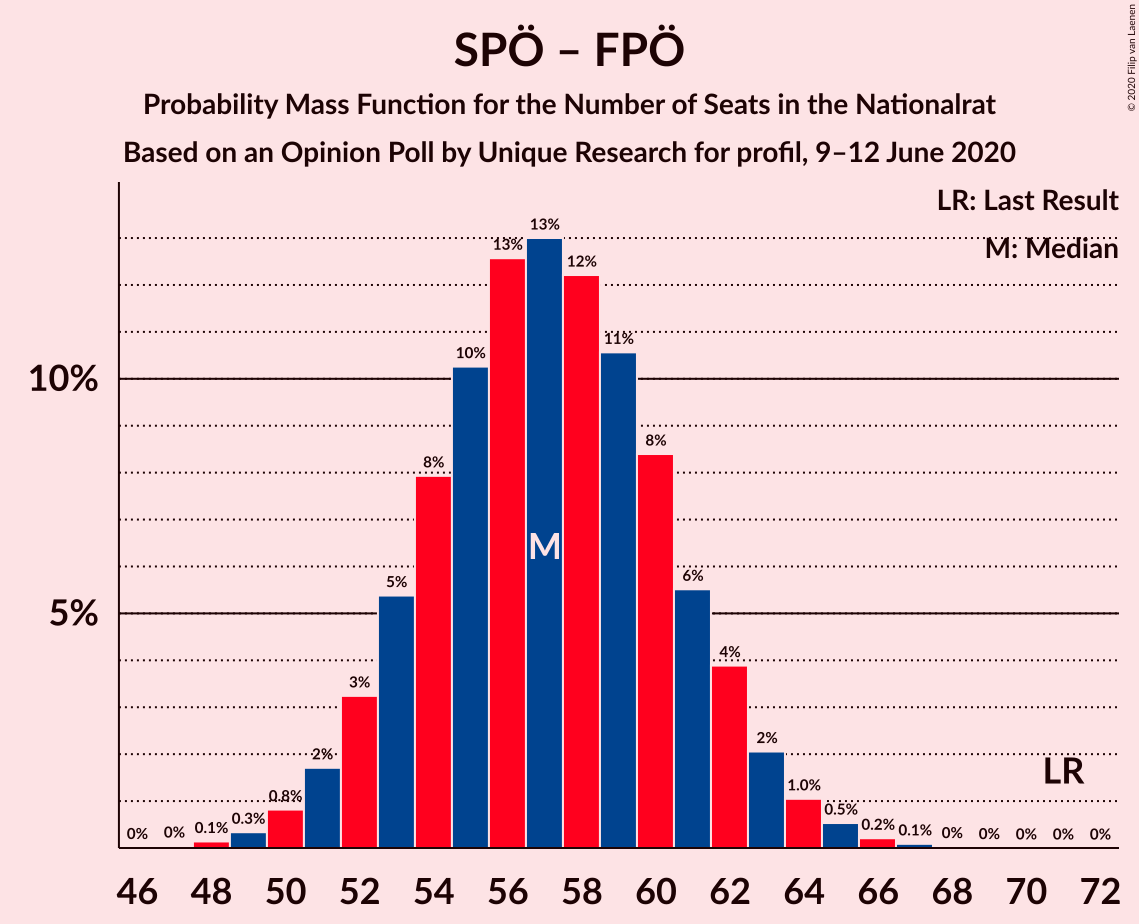 SPÖ – FPÖ
Probability Mass Function for the Number of Seats in the Nationalrat
Based on an Opinion Poll by Unique Research for profil, 9–12 June 2020
© 2020 Filip van Laenen
LR: Last Result
M: Median
10%
5%
0% 0% 0.1% 0.3% 0.8% 2% 3% 5% 8% 10% 13% 13% 12% 11% 8% 6% 4% 2% 1.0% 0.5% 0.2% 0.1% 0% 0% 0% 0% 0%
M
LR
46 48 50 52 54 56 58 60 62 64 66 68 70 72